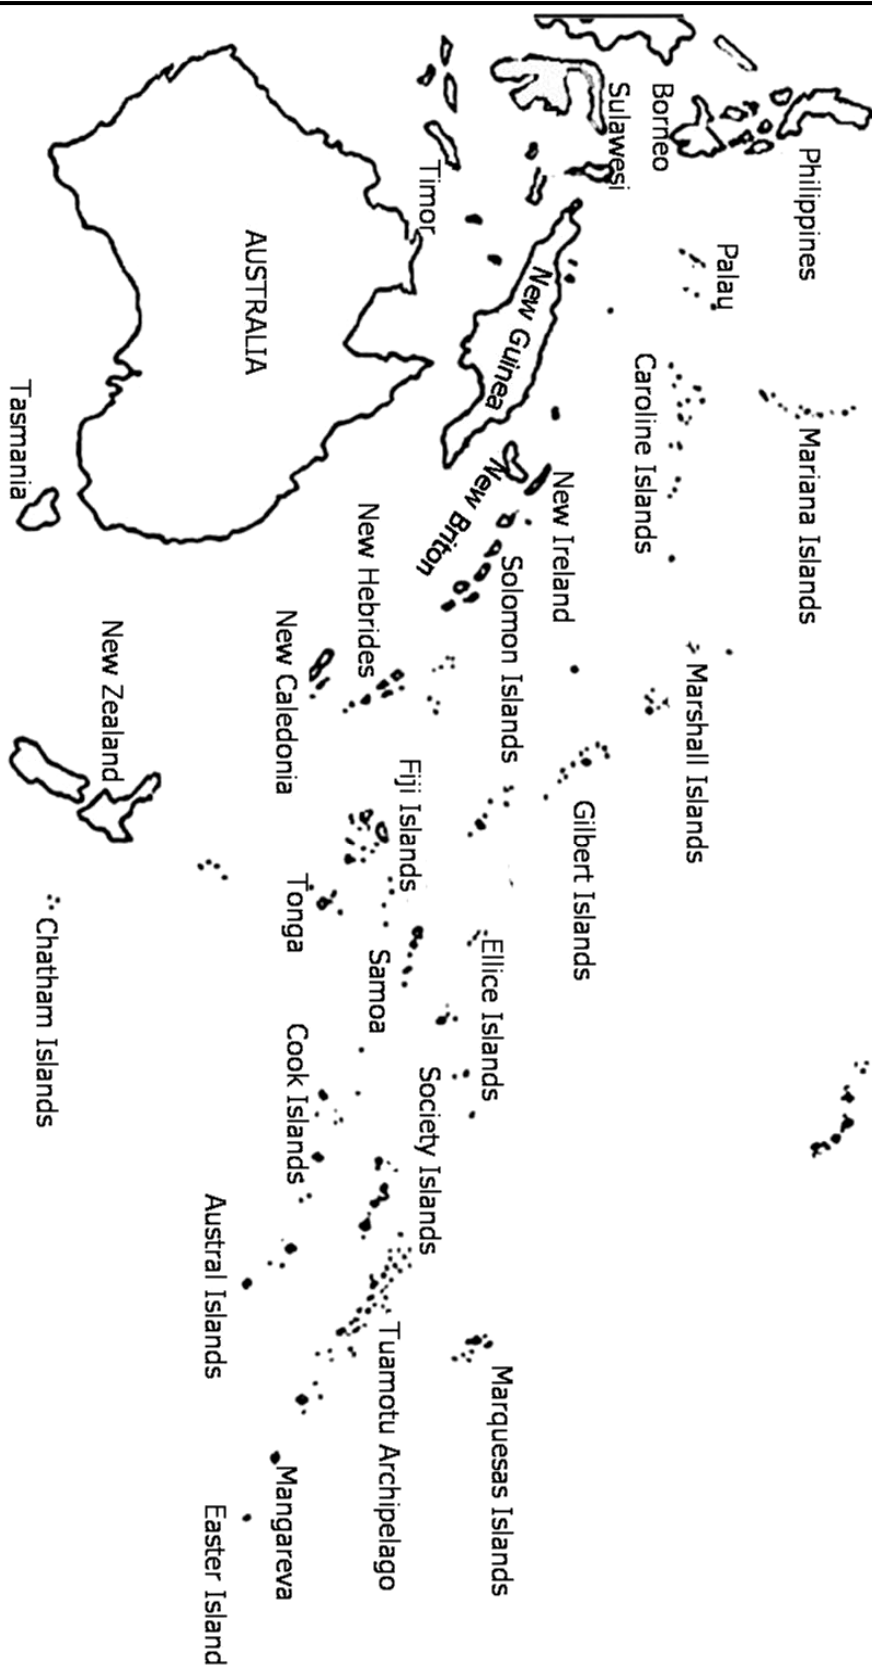 Philippines
Borneo
Sulawesi
Palau
Mariana Islands
Caroline Islands
Marshall Islands
Timor
New Guinea
New Ireland
New Briton
Solomon Islands
Gilbert Islands
Ellice Islands
Marquesas Islands
AUSTRALIA
New Hebrides
New Caledonia
Fiji Islands
Samoa
Tonga
Society Islands
Cook Islands
Tuamotu Archipelago
Austral Islands
Mangareva
Easter Island
Tasmania
New Zealand
Chatham Islands